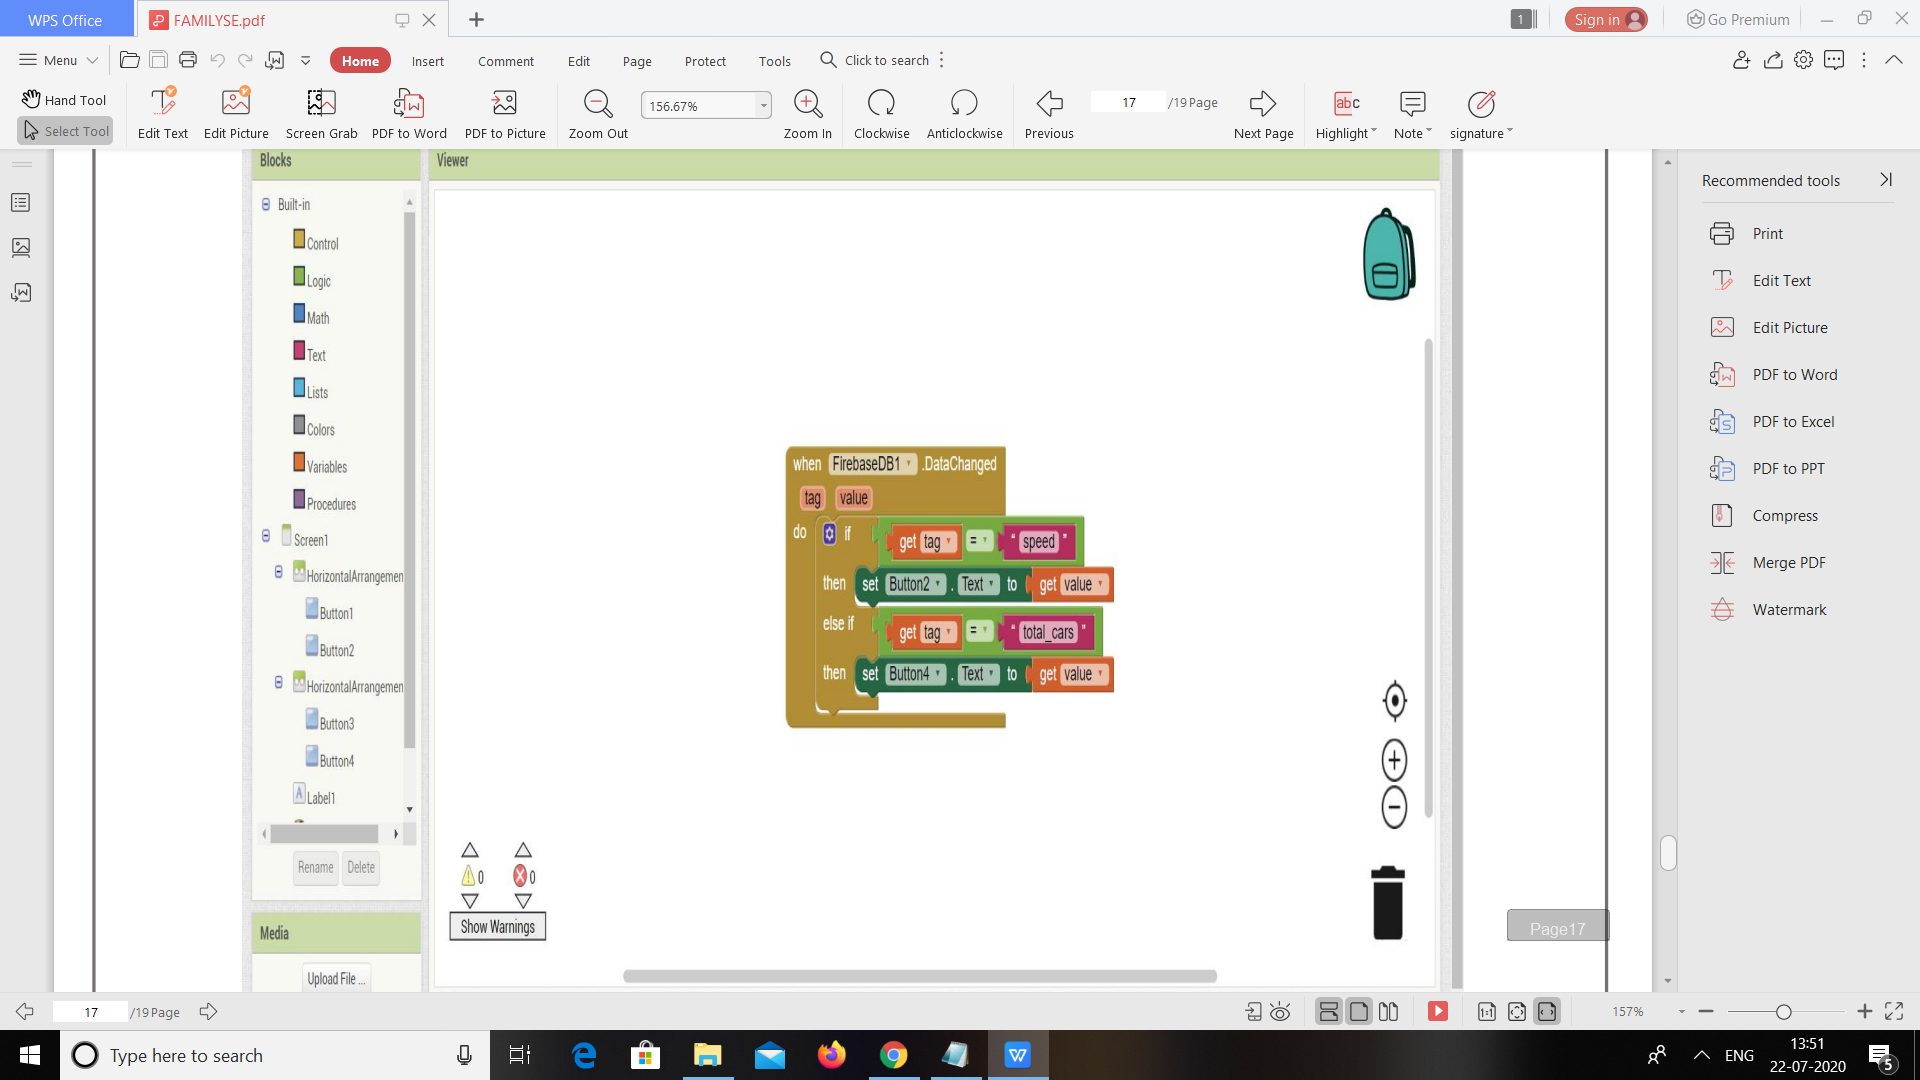 WPS Office
FAMILYSE.pdf
1
Sign in
Go Premium
Menu
Home
Insert
Comment
Edit
Page
Protect
Tools
Click to search
Hand Tool
Select Tool
Edit Text
Edit Picture
Screen Grab
PDF to Word
PDF to Picture
Zoom Out
156.67%
Zoom In
Clockwise
Anticlockwise
Previous
17
/19 Page
Next Page
abc
Highlight
Note
signature
Blocks
Built-in
Control
Logic
Math
Text
Lists
Colors
Variables
Procedures
Screen1
HorizontalArrangemen
Button1
Button2
HorizontalArrangemen
Button3
Button4
A Label1
Rename Delete
Media
Upload File ...
Viewer
when FirebaseDB1 .DataChanged
tag value
do if get tag = “ speed ”
then set Button2 . Text to get value
else if get tag = “ total_cars ”
then set Button4 . Text to get value
0 0
Show Warnings
Page17
Recommended tools
Print
Edit Text
Edit Picture
PDF to Word
PDF to Excel
PDF to PPT
Compress
Merge PDF
Watermark
17 /19 Page
1:1
157%
Type here to search
ENG
13:51
22-07-2020
5